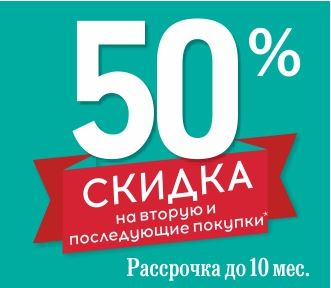 50%
СКИДКА
на вторую и
последующие покупки*
Рассрочка до 10 мес.